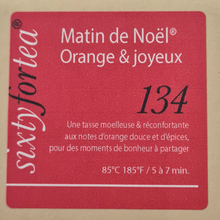 sixtyfortea®
Matin de Noël®
Orange & joyeux
134
Une tasse moelleuse & réconfortante
aux notes d'orange douce et d'épices,
pour des moments de bonheur à partager
85°C 185°F / 5 à 7 min.